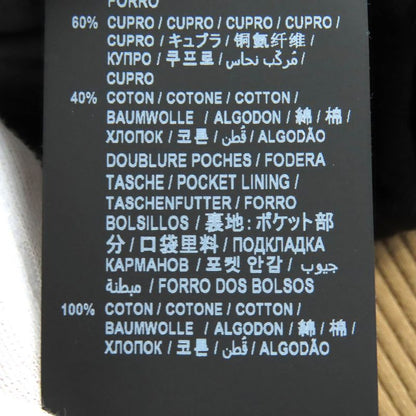 FORRO
60% CUPRO / CUPRO / CUPRO / CUPRO /
CUPRO / キュプラ / 铜氨纤维 /
КУПРО / 쿠프로 / مُركّب نحاس /
CUPRO
40% COTON / COTONE / COTTON /
BAUMWOLLE / ALGODON / 綿 / 棉 /
ХЛОПОК / 코튼 / قُطن / ALGODÃO
DOUBLURE POCHES / FODERA
TASCHE / POCKET LINING /
TASCHENFUTTER / FORRO
BOLSILLOS / 裏地:ポケット部
分 / 口袋里料 / ПОДКЛАДКА
КАРМАНОВ / 포켓 안감 / جيوب
مبطنة / FORRO DOS BOLSOS
100% COTON / COTONE / COTTON /
BAUMWOLLE / ALGODON / 綿 / 棉 /
ХЛОПОК / 코튼 / قُطن / ALGODÃO